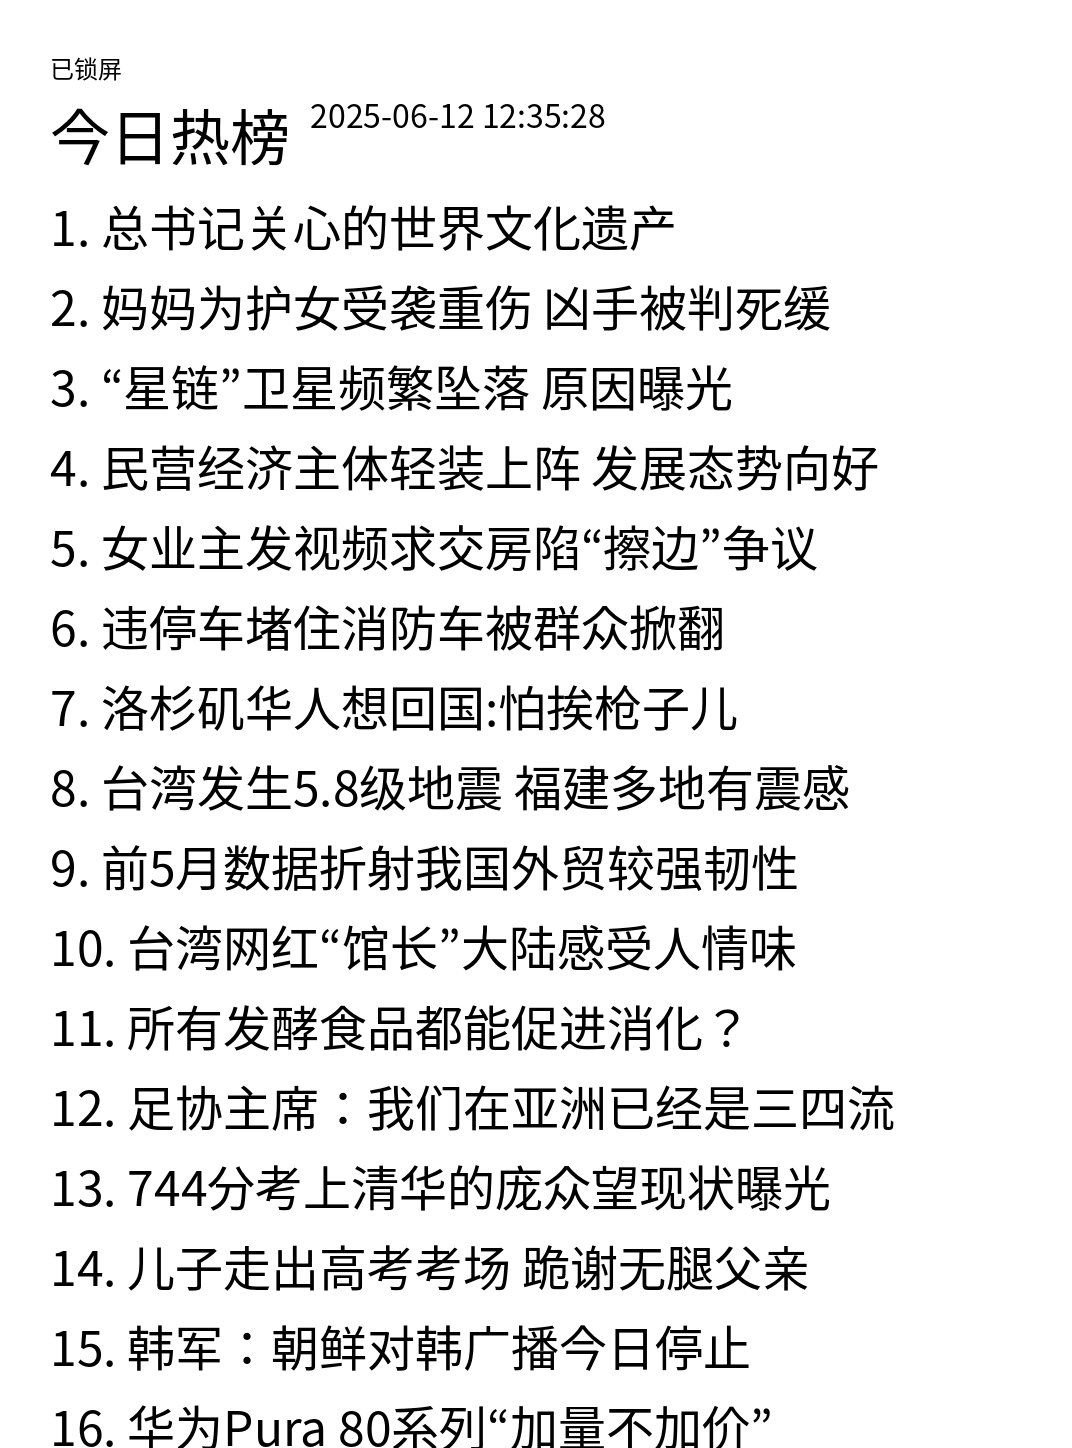 已锁屏
今日热榜 2025-06-12 12:35:28
1. 总书记关心的世界文化遗产
2. 妈妈为护女受袭重伤 凶手被判死缓
3. “星链”卫星频繁坠落 原因曝光
4. 民营经济主体轻装上阵 发展态势向好
5. 女业主发视频求交房陷“擦边”争议
6. 违停车堵住消防车被群众掀翻
7. 洛杉矶华人想回国:怕挨枪子儿
8. 台湾发生5.8级地震 福建多地有震感
9. 前5月数据折射我国外贸较强韧性
10. 台湾网红“馆长”大陆感受人情味
11. 所有发酵食品都能促进消化？
12. 足协主席：我们在亚洲已经是三四流
13. 744分考上清华的庞众望现状曝光
14. 儿子走出高考考场 跪谢无腿父亲
15. 韩军：朝鲜对韩广播今日停止
16. 华为Pura 80系列“加量不加价”